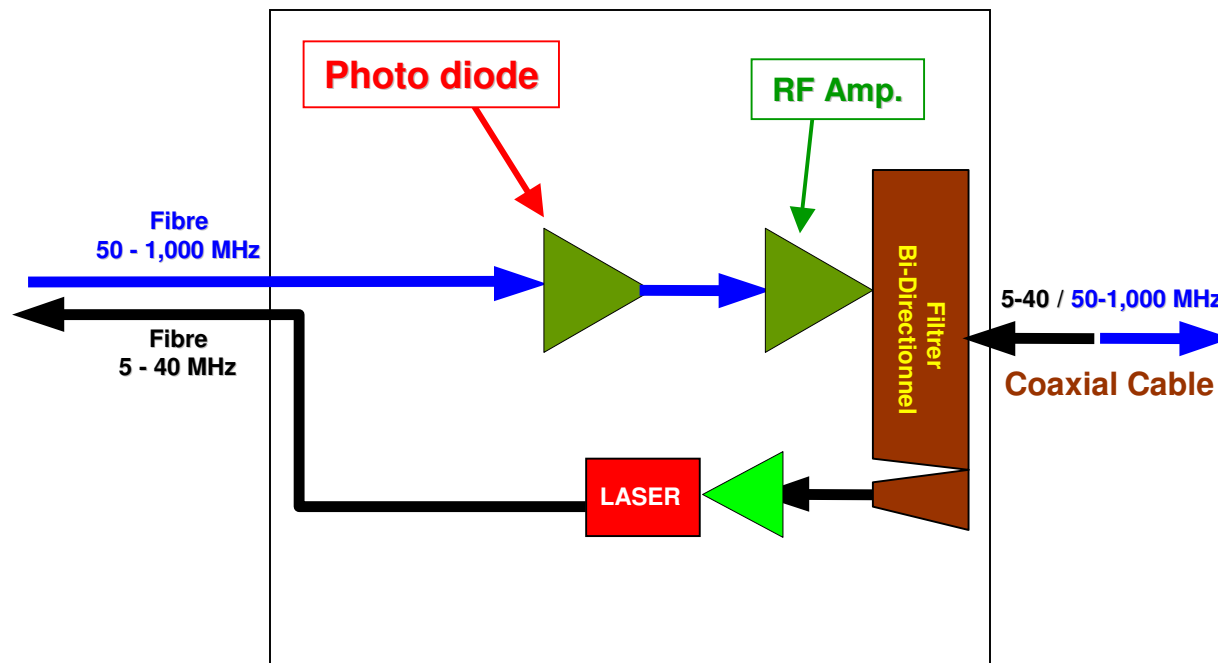 Photo diode
RF Amp.
Fibre
50 - 1,000 MHz
Fibre
5 - 40 MHz
Filtrer
Bi-Directionnel
5-40 / 50-1,000 MHz
Coaxial Cable
LASER